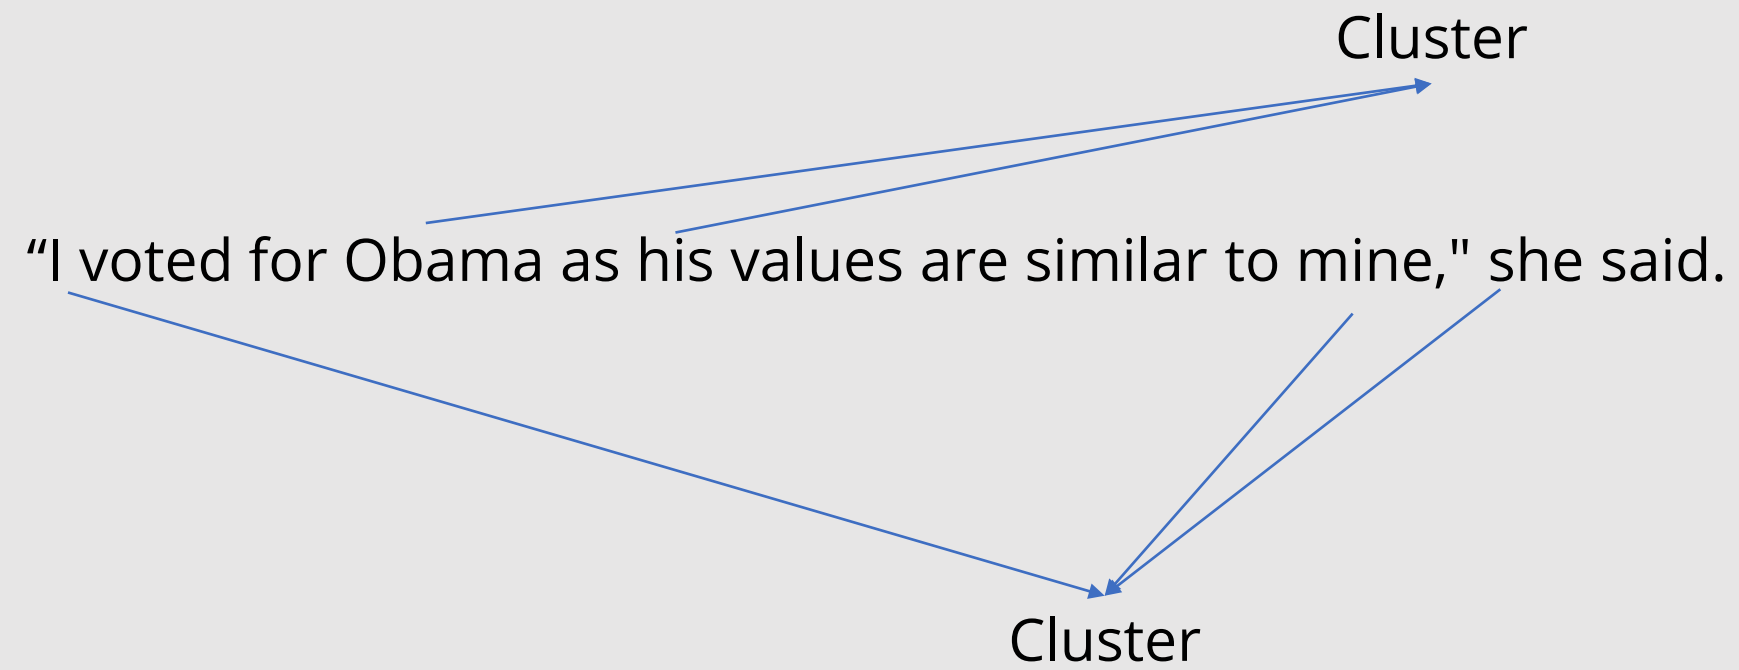 Cluster
“I voted for Obama as his values are similar to mine," she said.
Cluster